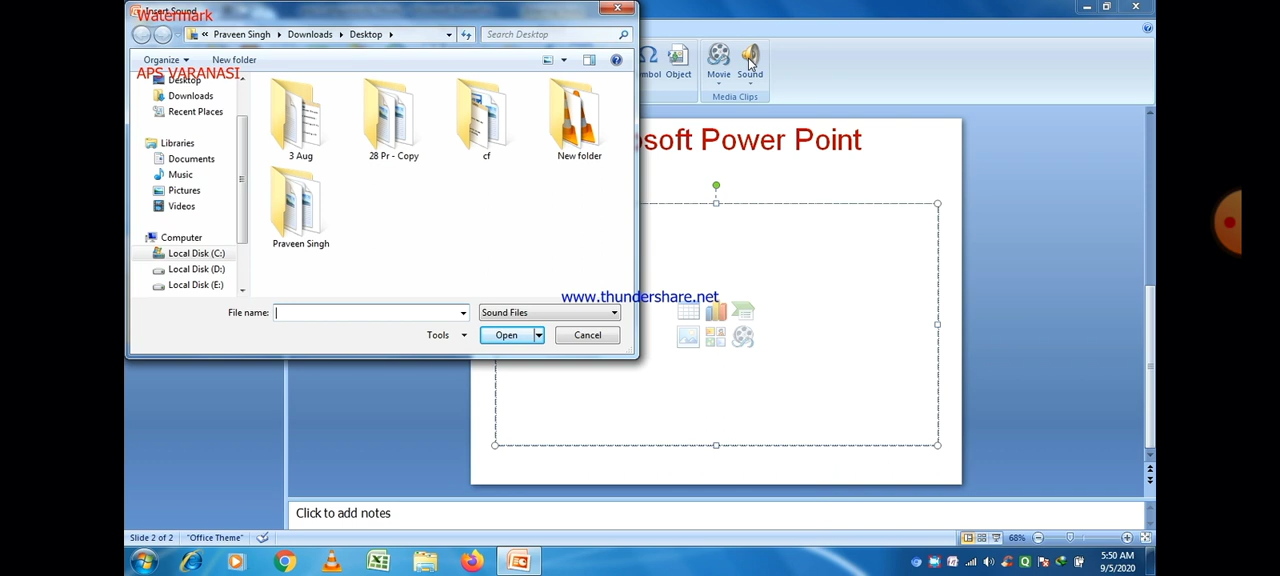 Insert Sound
Watermark
« Praveen Singh Downloads Desktop
Search Desktop
Organize New folder
APS VARANASI
Desktop
Downloads
Recent Places
Libraries
Documents
Music
Pictures
Videos
Computer
Local Disk (C:)
Local Disk (D:)
Local Disk (E:)
3 Aug
28 Pr - Copy
cf
New folder
Praveen Singh
File name:
Sound Files
Tools
Open
Cancel
mbol
Object
Movie
Sound
Media Clips
osoft Power Point
www.thundershare.net
Click to add notes
Slide 2 of 2
"Office Theme"
68%
5:50 AM
9/5/2020